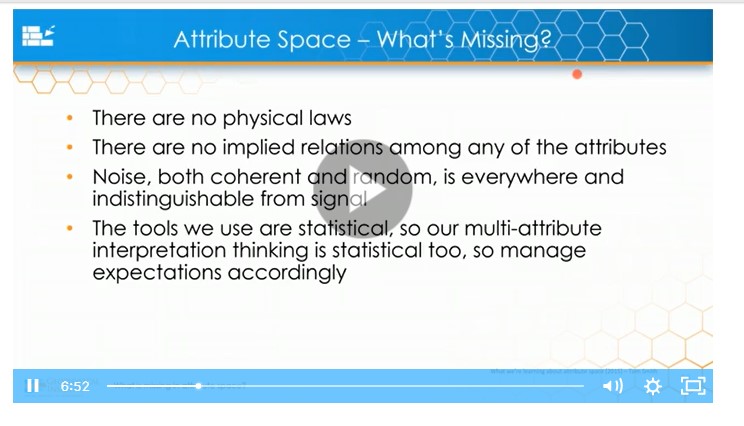 Attribute Space – What's Missing?
• There are no physical laws
• There are no implied relations among any of the attributes
• Noise, both coherent and random, is everywhere and
indistinguishable from signal
• The tools we use are statistical, so our multi-attribute
interpretation thinking is statistical too, so manage
expectations accordingly
6:52